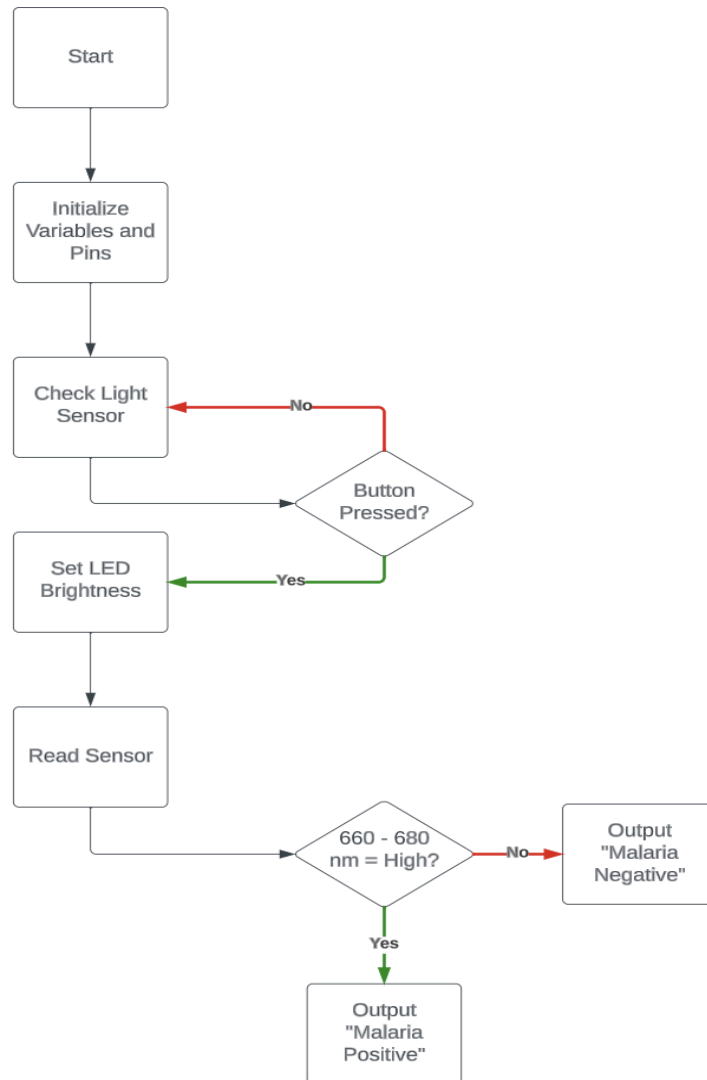 Start
Initialize
Variables and
Pins
Check Light
Sensor
No
Button
Pressed?
Yes
Set LED
Brightness
Read Sensor
660 - 680
nm = High?
No
Output
"Malaria
Negative"
Yes
Output
"Malaria
Positive"